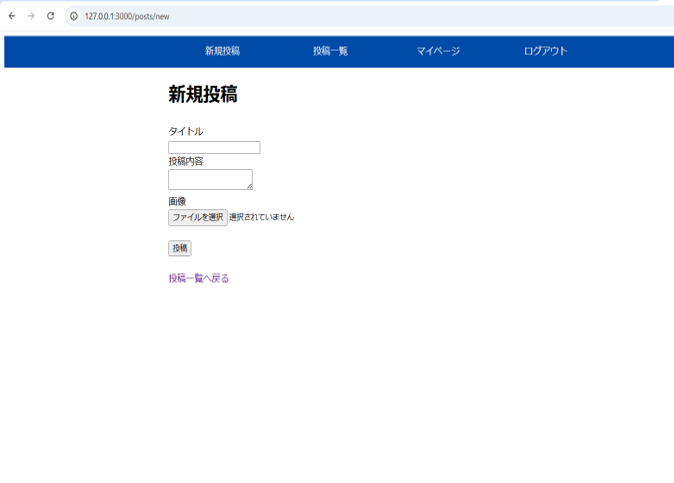 127.0.0.1:3000/posts/new
新規投稿 投稿一覧 マイページ ログアウト
新規投稿
タイトル
投稿内容
画像
ファイルを選択 選択されていません
投稿
投稿一覧へ戻る